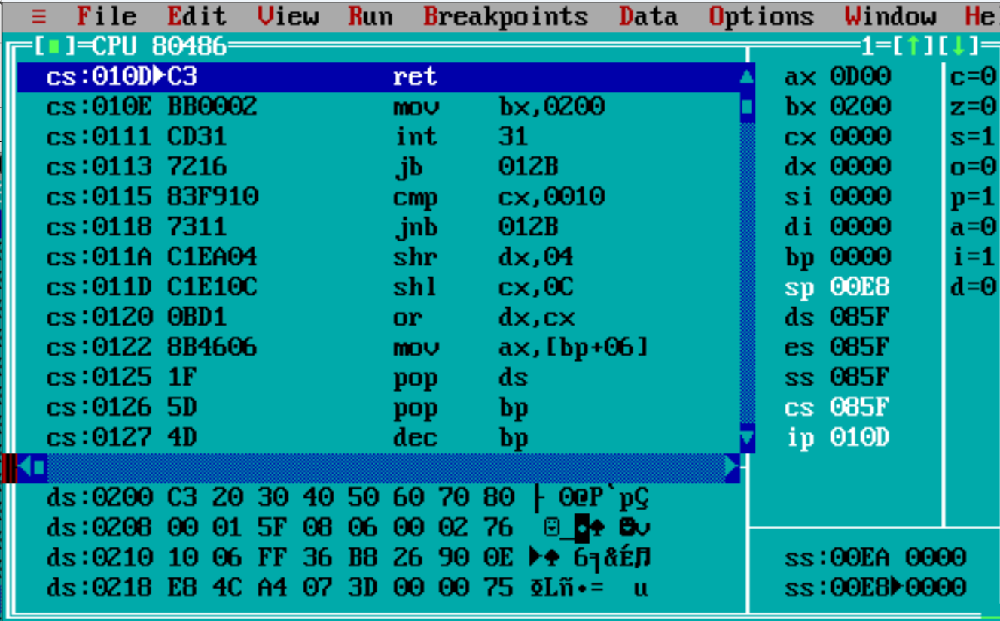 ≡ File Edit View Run Breakpoints Data Options Window He
[■]=CPU 80486 1=[↑][↓]=
cs:010D►C3 ret ax 0D00 c=0
cs:010E BB0002 mov bx,0200 bx 0200 z=0
cs:0111 CD31 int 31 cx 0000 s=1
cs:0113 7216 jb 012B dx 0000 o=0
cs:0115 83F910 cmp cx,0010 si 0000 p=1
cs:0118 7311 jnb 012B di 0000 a=0
cs:011A C1EA04 shr dx,04 bp 0000 i=1
cs:011D C1E10C shl cx,0C sp 00E8 d=0
cs:0120 0BD1 or dx,cx ds 085F
cs:0122 8B4606 mov ax,[bp+06] es 085F
cs:0125 1F pop ds ss 085F
cs:0126 5D pop bp cs 085F
cs:0127 4D dec bp ip 010D
ds:0200 C3 20 30 40 50 60 70 80 ├ 0@P`pÇ
ds:0208 00 01 5F 08 06 00 02 76 ☺_◘♠ ☻v
ds:0210 10 06 FF 36 B8 26 90 0E ►♠ 6╕&É♫ ss:00EA 0000
ds:0218 E8 4C A4 07 3D 00 00 75 ΦLñ•= u ss:00E8►0000